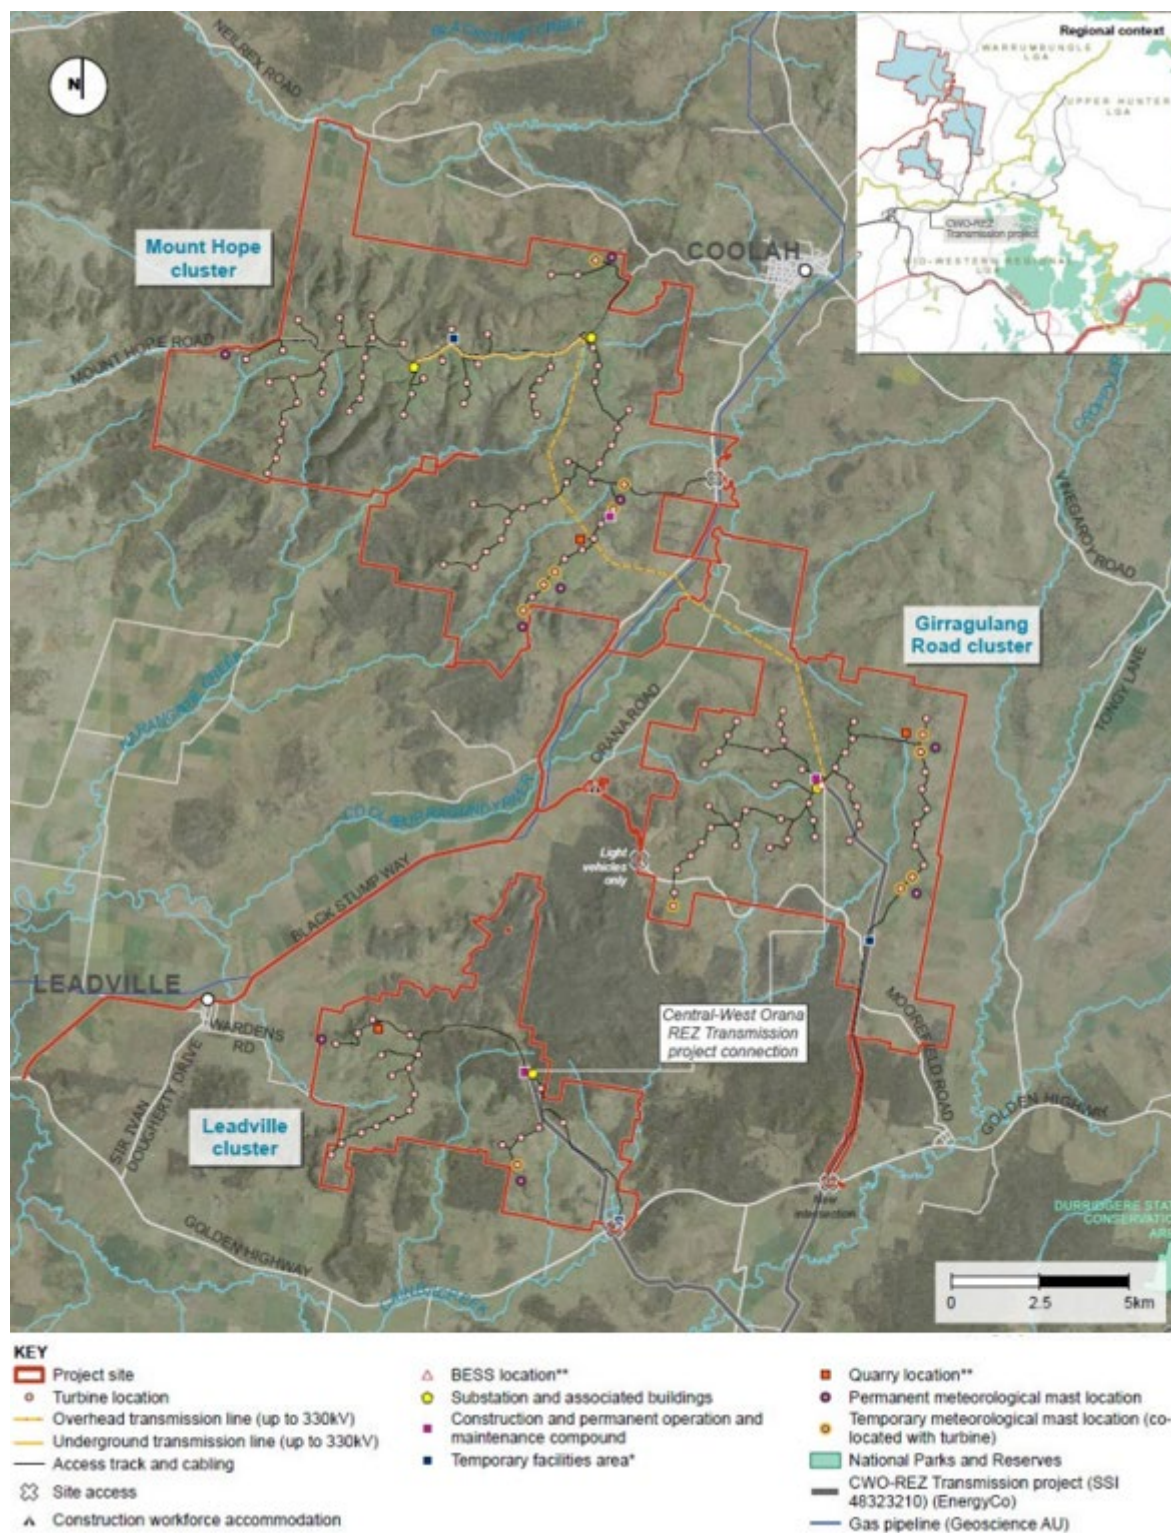 Regional context
WARRUMBUNGLE
LGA
UPPER HUNTER
LGA
CWO-REZ
Transmission project
MID-WESTERN REGIONAL
LGA
N
NEILREX ROAD
Mount Hope
cluster
COOLAH
MOUNT HOPE ROAD
VINEGAROY ROAD
Girragulang
Road cluster
TONGY LANE
CRANA ROAD
Light
vehicles
only
BLACK STUMP WAY
LEADVILLE
WARDENS
RD
Central-West Orana
REZ Transmission
project connection
MOOREFIELD ROAD
SIR IVAN
DOUGHERTY DRIVE
Leadville
cluster
GOLDEN HIGHWAY
New
intersection
GOLDEN HIGHWAY
DURRIDGERE STA
CONSERVATION
ARE
0 2.5 5km
KEY
Project site
Turbine location
Overhead transmission line (up to 330kV)
Underground transmission line (up to 330kV)
Access track and cabling
Site access
Construction workforce accommodation
BESS location**
Substation and associated buildings
Construction and permanent operation and
maintenance compound
Temporary facilities area*
Quarry location**
Permanent meteorological mast location
Temporary meteorological mast location (co-
located with turbine)
National Parks and Reserves
CWO-REZ Transmission project (SSI
48323210) (EnergyCo)
Gas pipeline (Geoscience AU)